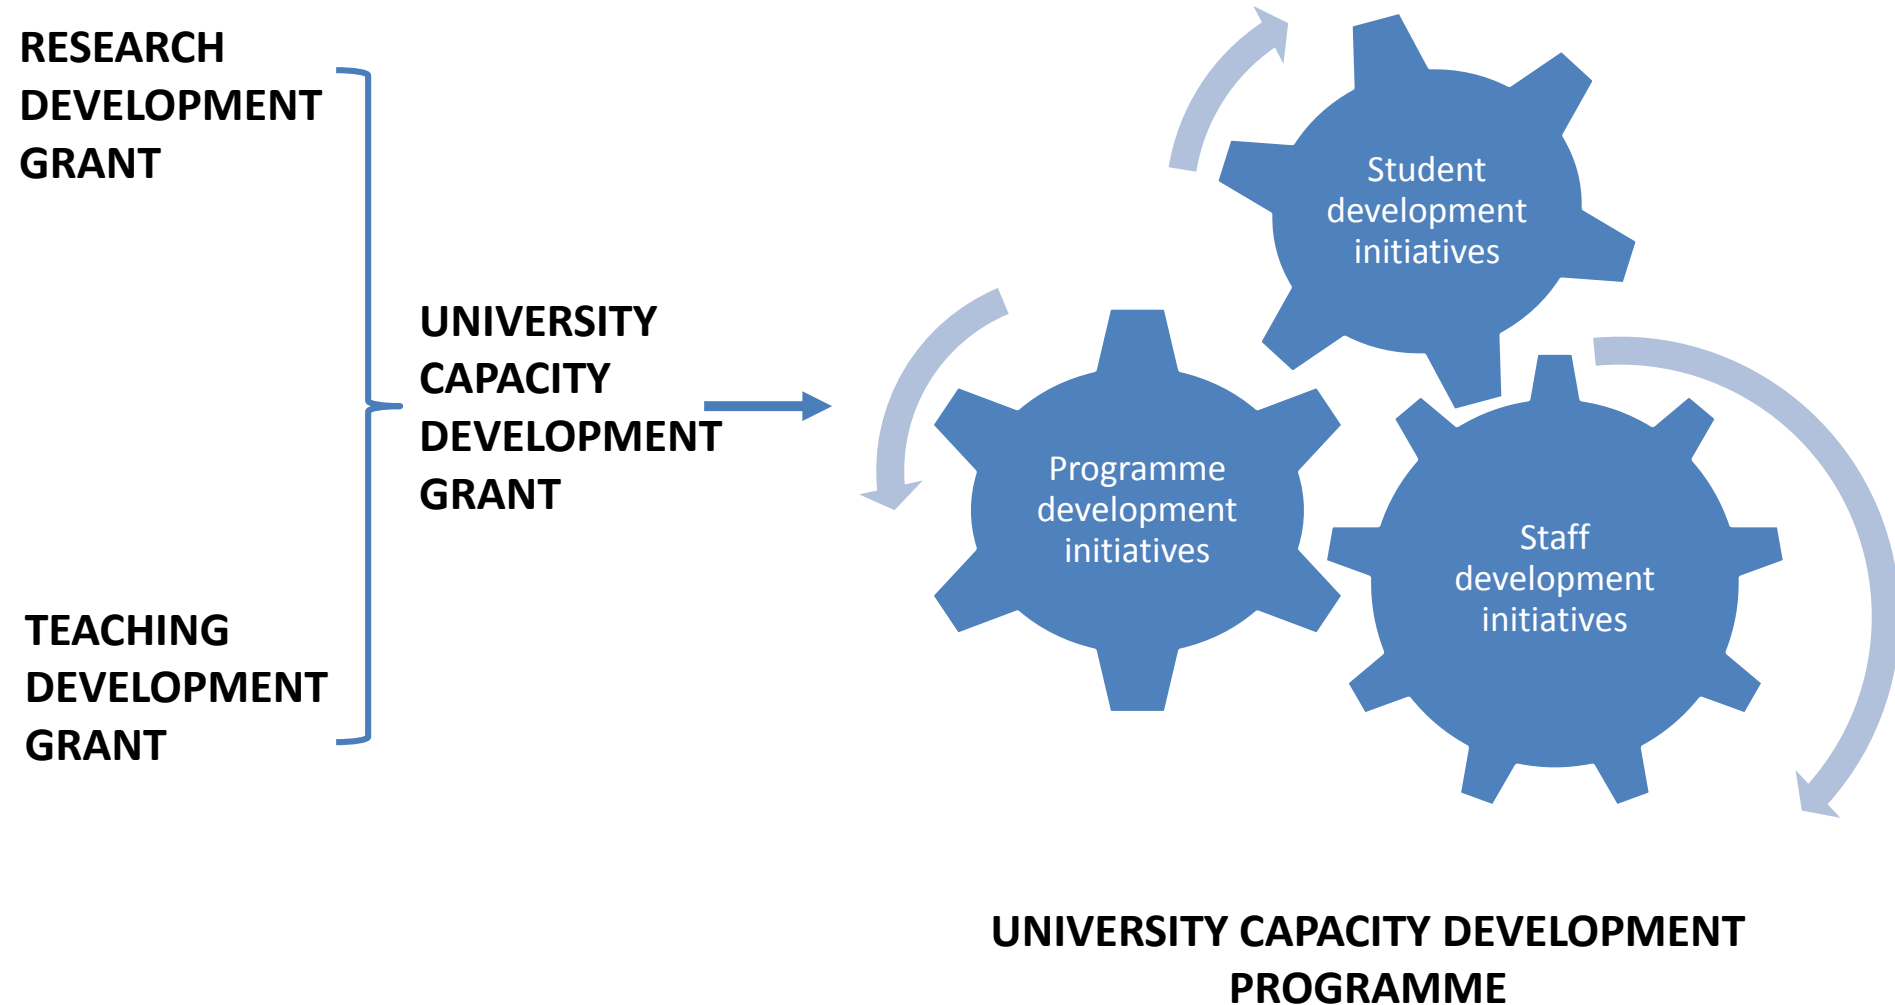 RESEARCH
DEVELOPMENT
GRANT
UNIVERSITY
CAPACITY
DEVELOPMENT
GRANT
TEACHING
DEVELOPMENT
GRANT
Student
development
initiatives
Programme
development
initiatives
Staff
development
initiatives
UNIVERSITY CAPACITY DEVELOPMENT
PROGRAMME